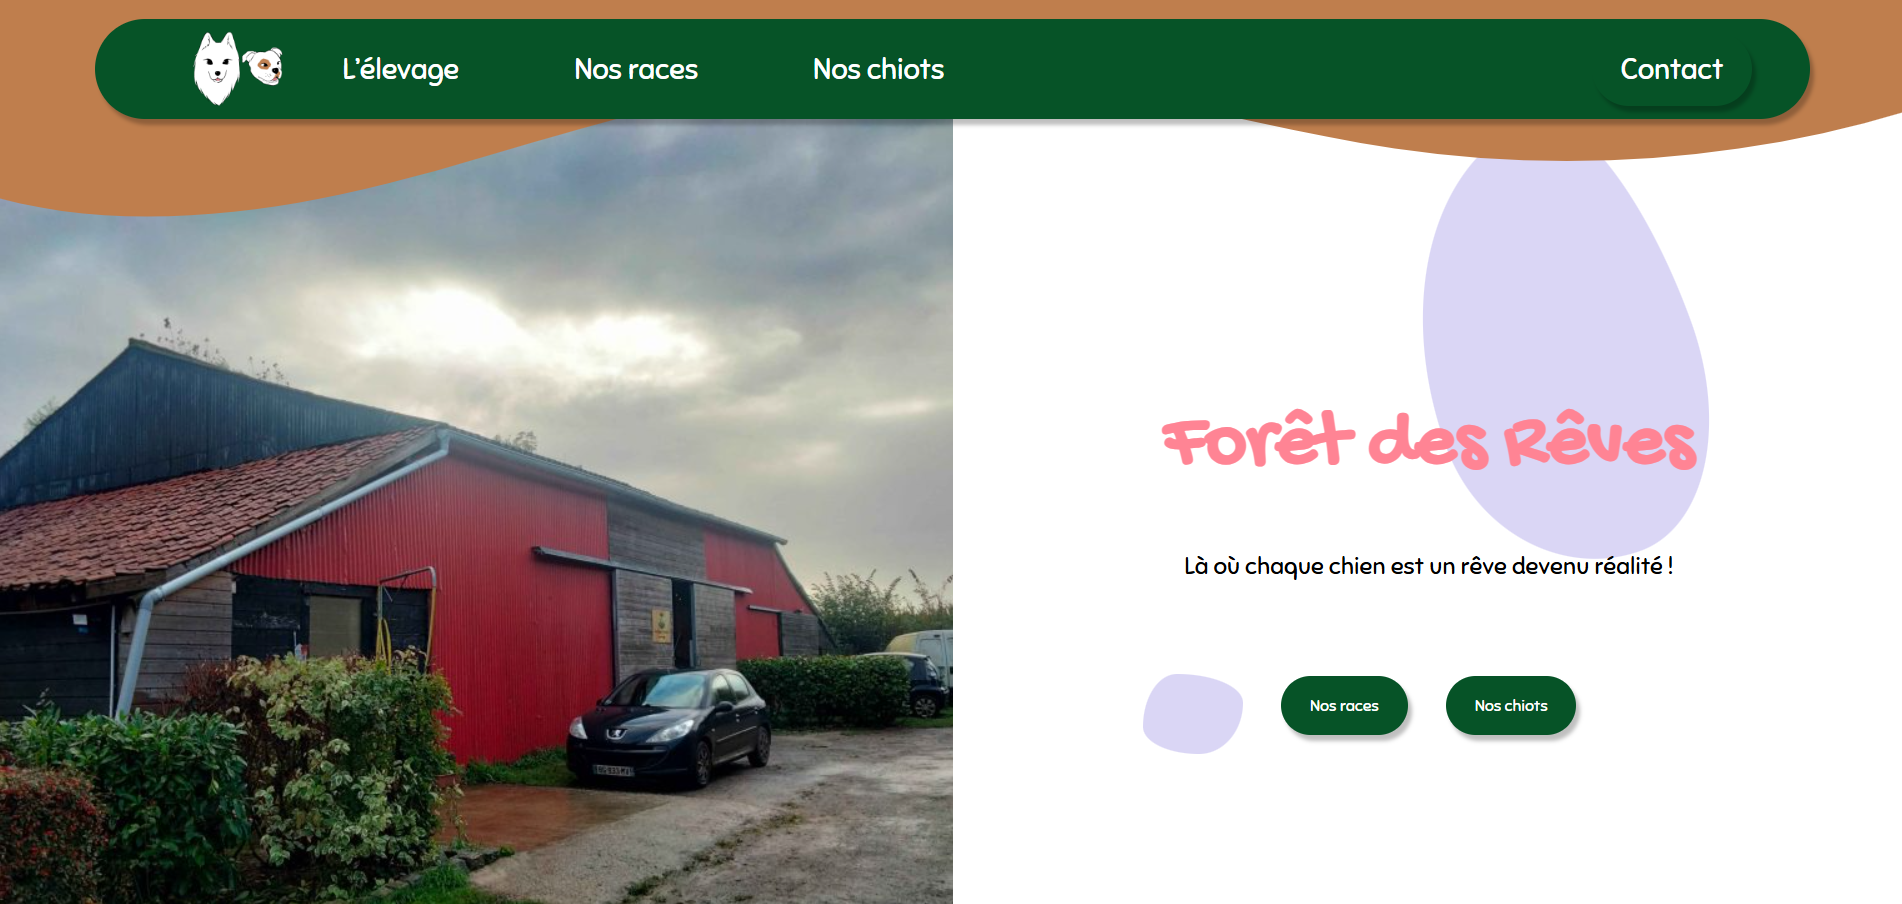 L'élevage
Nos races
Nos chiots
Contact
Forêt des Rêves
Là où chaque chien est un rêve devenu réalité !
Nos races
Nos chiots